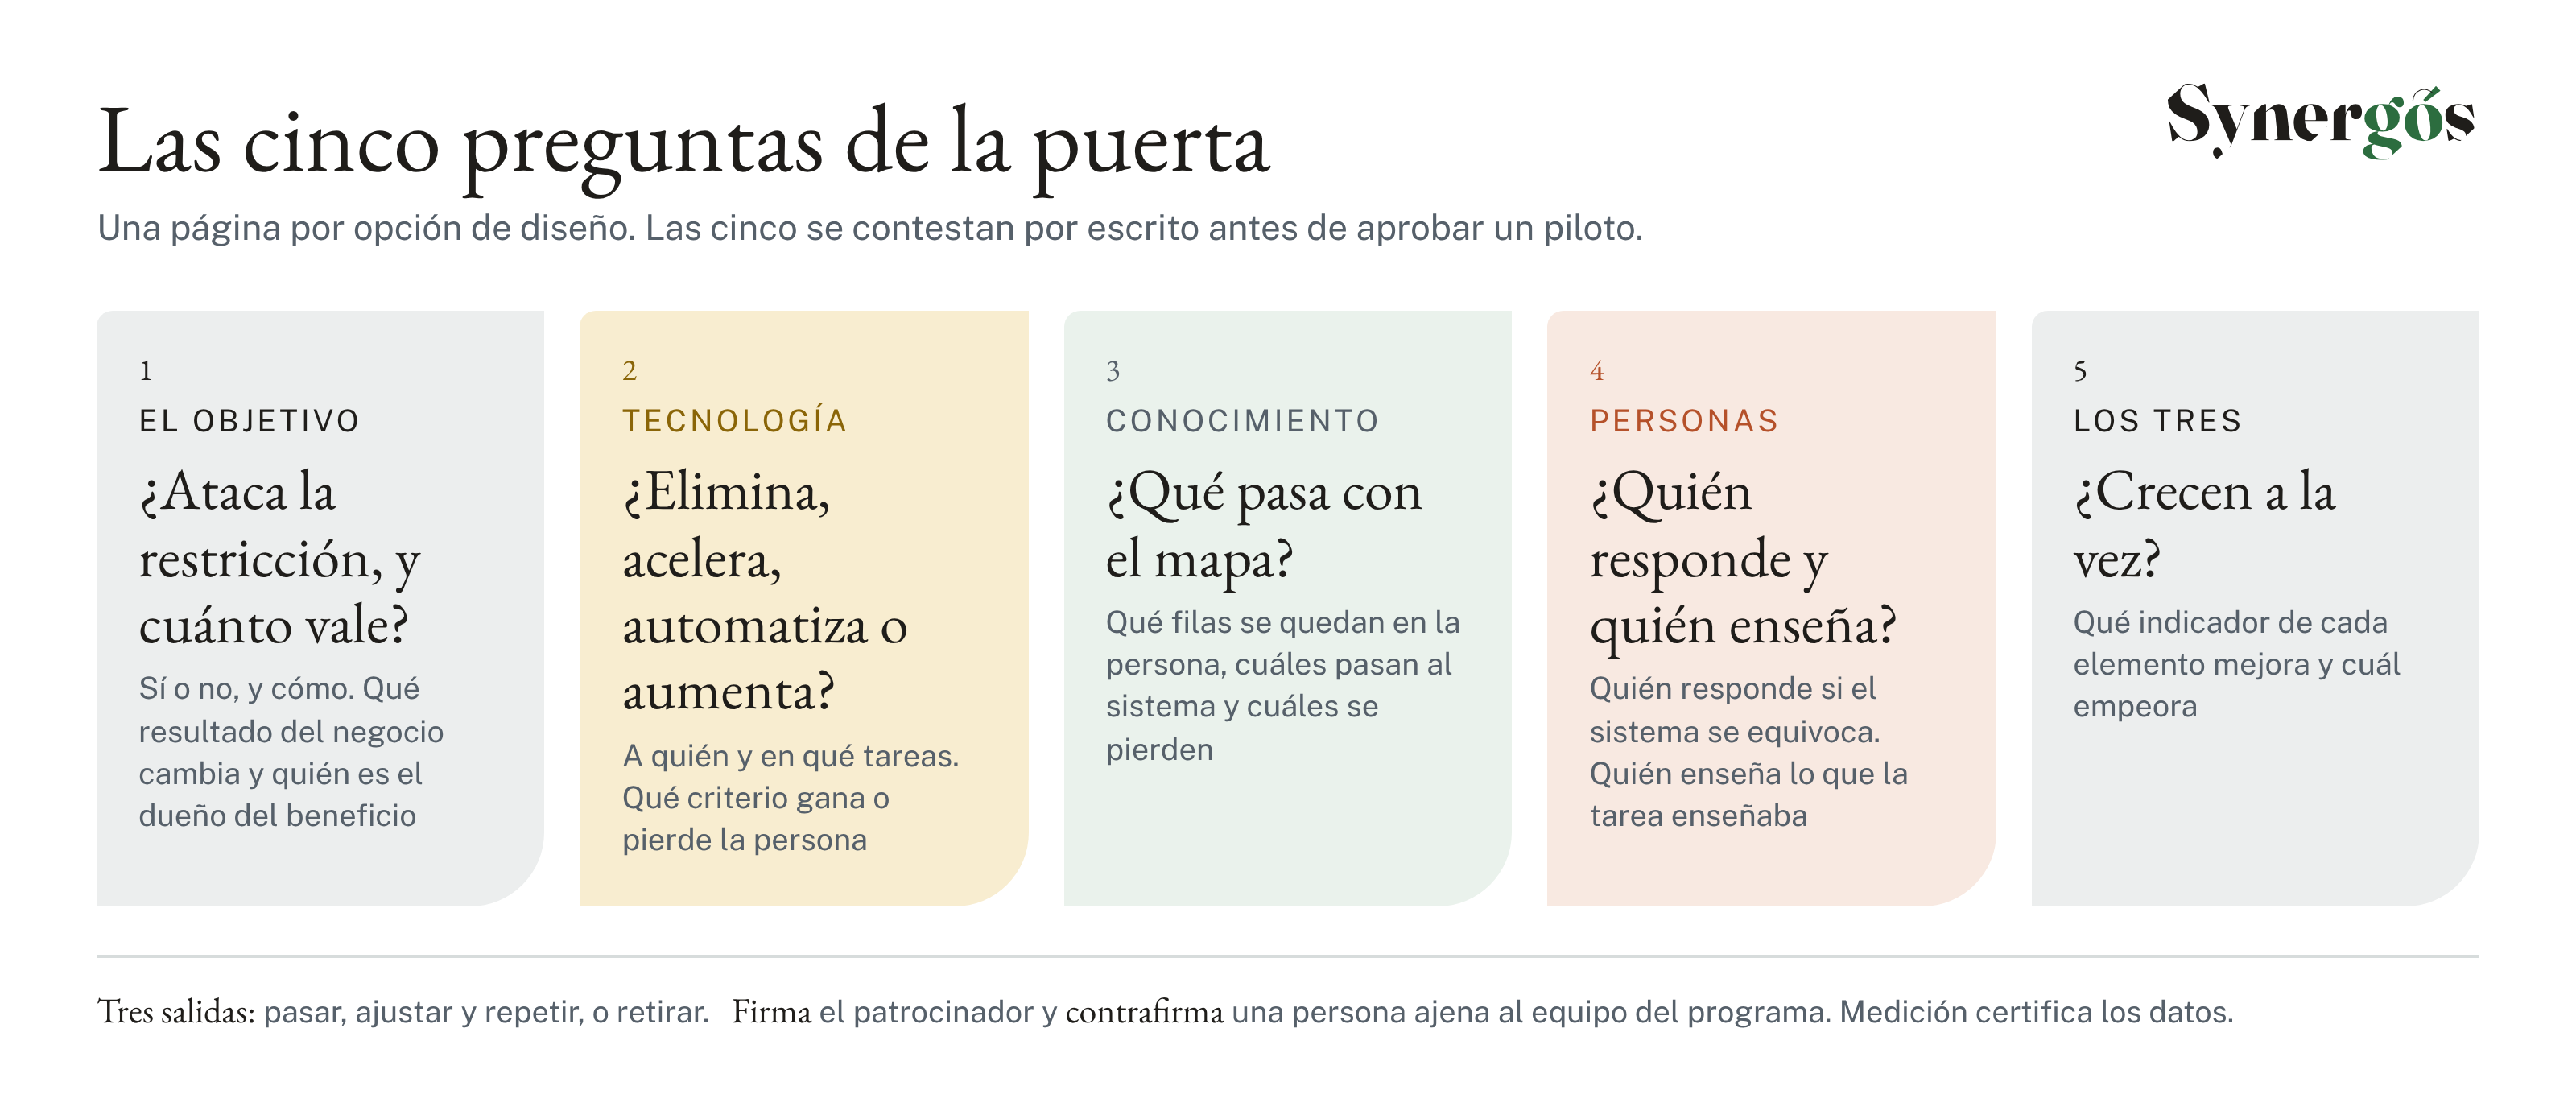 Las cinco preguntas de la puerta
Synergós
Una página por opción de diseño. Las cinco se contestan por escrito antes de aprobar un piloto.
1
EL OBJETIVO
¿Ataca la
restricción, y
cuánto vale?
Sí o no, y cómo. Qué
resultado del negocio
cambia y quién es el
dueño del beneficio
2
TECNOLOGÍA
¿Elimina,
acelera,
automatiza o
aumenta?
A quién y en qué tareas.
Qué criterio gana o
pierde la persona
3
CONOCIMIENTO
¿Qué pasa con
el mapa?
Qué filas se quedan en la
persona, cuáles pasan al
sistema y cuáles se
pierden
4
PERSONAS
¿Quién
responde y
quién enseña?
Quién responde si el
sistema se equivoca.
Quién enseña lo que la
tarea enseñaba
5
LOS TRES
¿Crecen a la
vez?
Qué indicador de cada
elemento mejora y cuál
empeora
Tres salidas: pasar, ajustar y repetir, o retirar. Firma el patrocinador y contrafirma una persona ajena al equipo del programa. Medición certifica los datos.